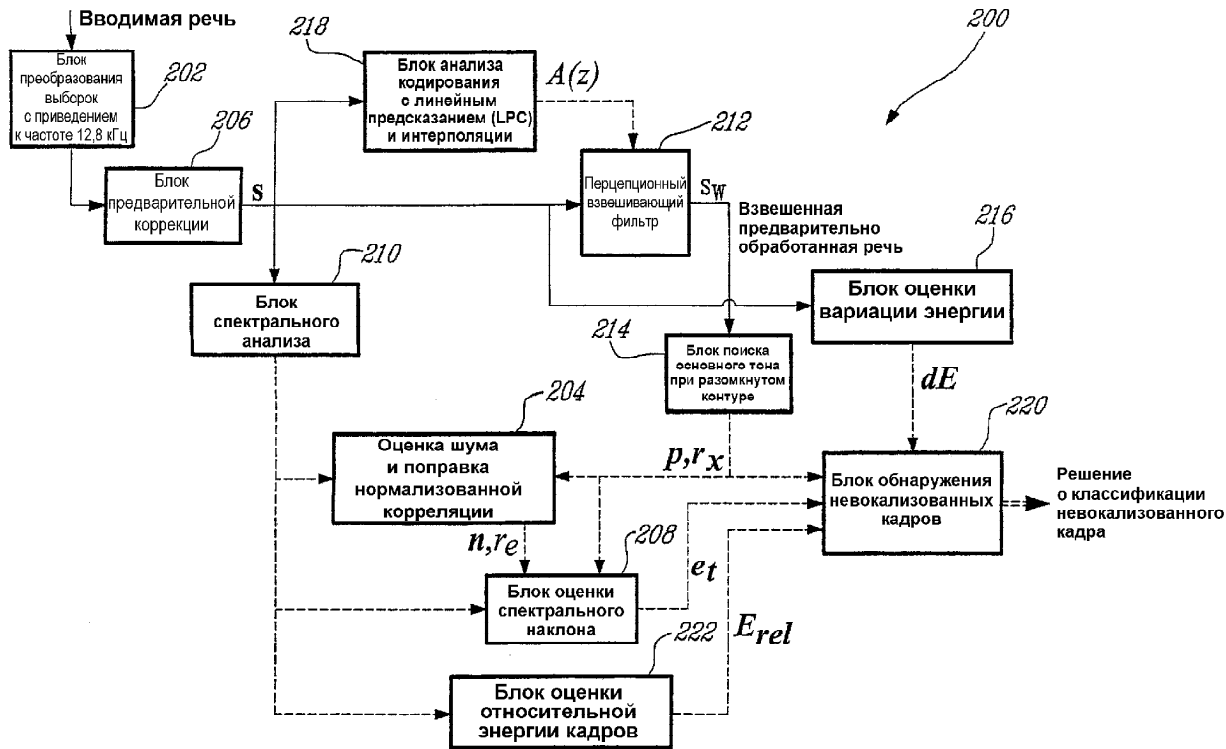 Вводимая речь
200
Блок
преобразования
выборок
с приведением
к частоте 12,8 кГц
202
218
Блок анализа
кодирования
с линейным
предсказанием (LPC)
и интерполяции
A(z)
206
Блок
предварительной
коррекции
s
212
Перцепционный
взвешивающий
фильтр
sw
Взвешенная
предварительно
обработанная речь
210
Блок
спектрального
анализа
216
Блок оценки
вариации энергии
214
Блок поиска
основного тона
при разомкнутом
контуре
dE
204
Оценка шума
и поправка
нормализованной
корреляции
p,rx
220
Блок обнаружения
невокализованных
кадров
Решение
о классификации
невокализованного
кадра
n,re
208
Блок оценки
спектрального
наклона
et
222
Erel
Блок оценки
относительной
энергии кадров